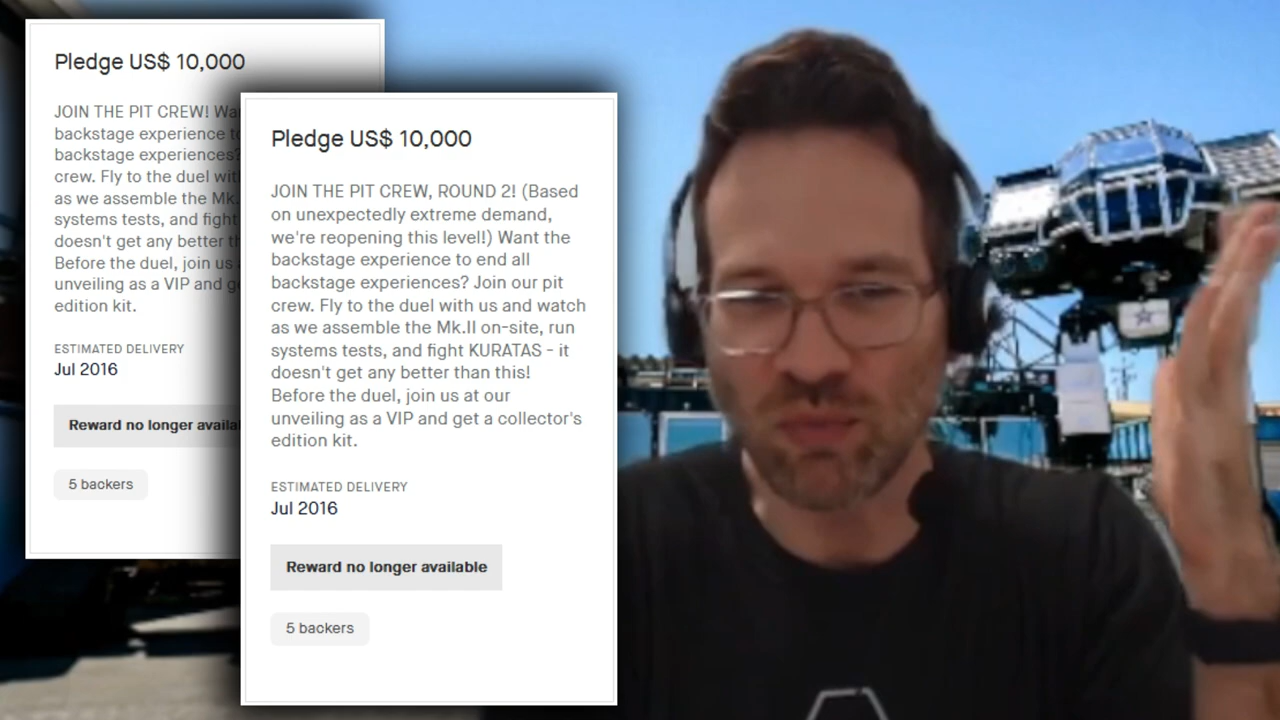 Pledge US$ 10,000
JOIN THE PIT CREW!
backstage experience
backstage experiences?
crew. Fly to the duel
as we assemble the
systems tests, and fight
doesn't get any better
Before the duel, join us
unveiling as a VIP and
edition kit.
ESTIMATED DELIVERY
Jul 2016
Reward no longer
5 backers
Pledge US$ 10,000
JOIN THE PIT CREW, ROUND 2! (Based
on unexpectedly extreme demand,
we're reopening this level!) Want the
backstage experience to end all
backstage experiences? Join our pit
crew. Fly to the duel with us and watch
as we assemble the Mk.II on-site, run
systems tests, and fight KURATAS - it
doesn't get any better than this!
Before the duel, join us at our
unveiling as a VIP and get a collector's
edition kit.
ESTIMATED DELIVERY
Jul 2016
Reward no longer available
5 backers